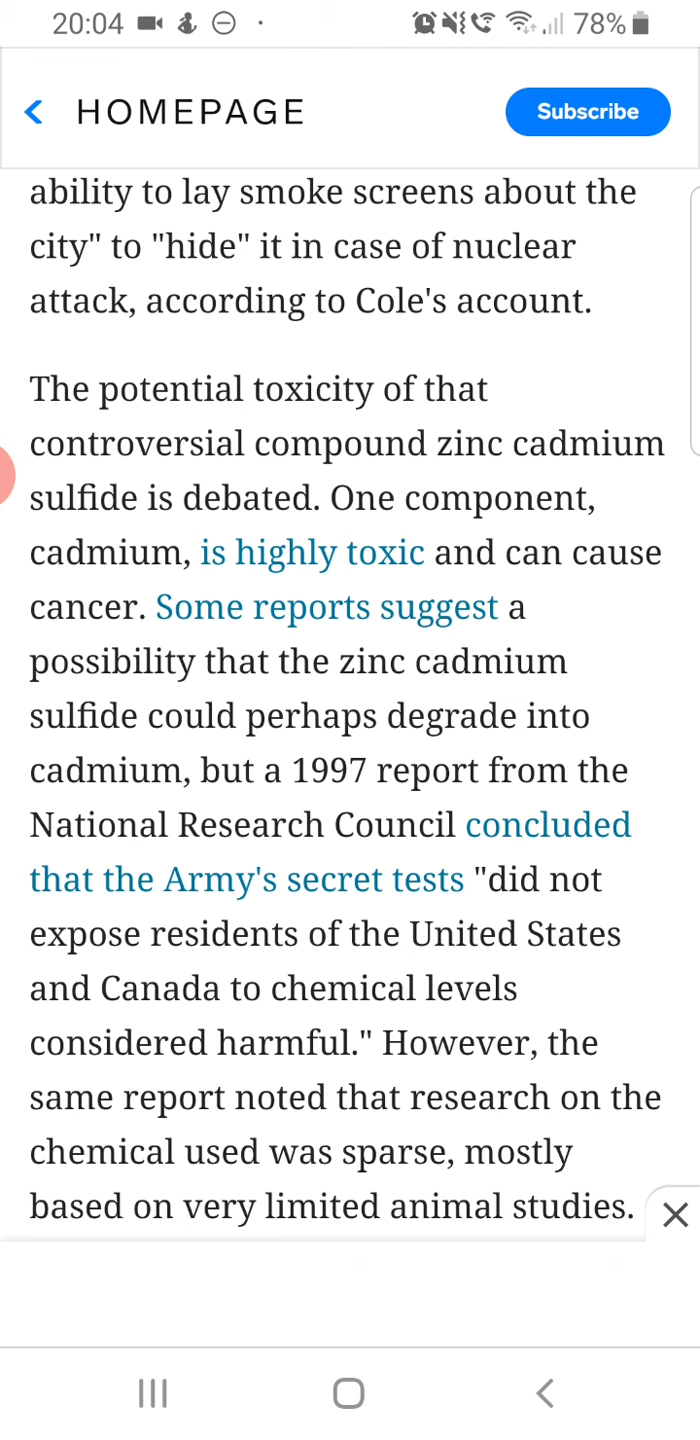 20:04 78%
HOMEPAGE
Subscribe
ability to lay smoke screens about the
city" to "hide" it in case of nuclear
attack, according to Cole's account.
The potential toxicity of that
controversial compound zinc cadmium
sulfide is debated. One component,
cadmium, is highly toxic and can cause
cancer. Some reports suggest a
possibility that the zinc cadmium
sulfide could perhaps degrade into
cadmium, but a 1997 report from the
National Research Council concluded
that the Army's secret tests "did not
expose residents of the United States
and Canada to chemical levels
considered harmful." However, the
same report noted that research on the
chemical used was sparse, mostly
based on very limited animal studies.